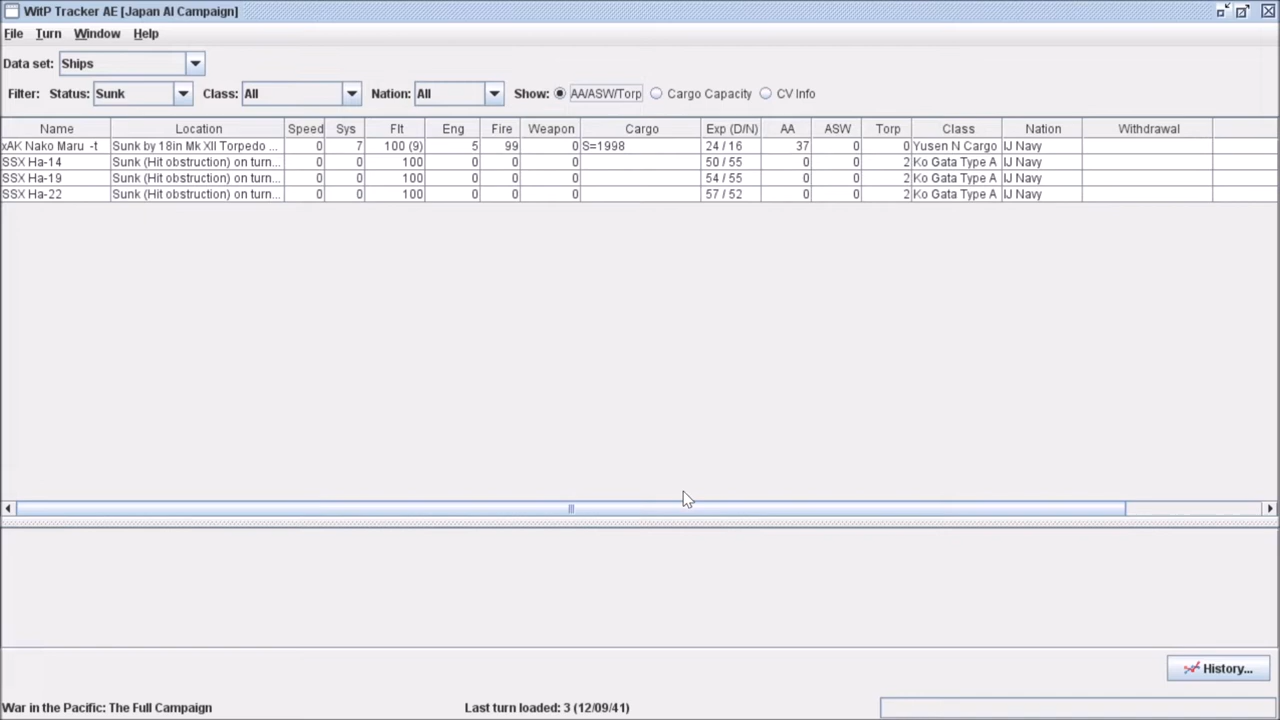 WitP Tracker AE [Japan AI Campaign]
File Turn Window Help
Data set: Ships
Filter: Status: Sunk Class: All Nation: All Show: AA/ASW/Torp Cargo Capacity CV Info
Name Location Speed Sys Flt Eng Fire Weapon Cargo Exp (D/N) AA ASW Torp Class Nation Withdrawal
xAK Nako Maru -t Sunk by 18in Mk XII Torpedo ... 0 7 100 (9) 5 99 0 S=1998 24 / 16 37 0 0 Yusen N Cargo IJ Navy
SSX Ha-14 Sunk (Hit obstruction) on turn... 0 0 100 0 0 0 50 / 55 0 0 2 Ko Gata Type A IJ Navy
SSX Ha-19 Sunk (Hit obstruction) on turn... 0 0 100 0 0 0 54 / 55 0 0 2 Ko Gata Type A IJ Navy
SSX Ha-22 Sunk (Hit obstruction) on turn... 0 0 100 0 0 0 57 / 52 0 0 2 Ko Gata Type A IJ Navy
History...
War in the Pacific: The Full Campaign Last turn loaded: 3 (12/09/41)